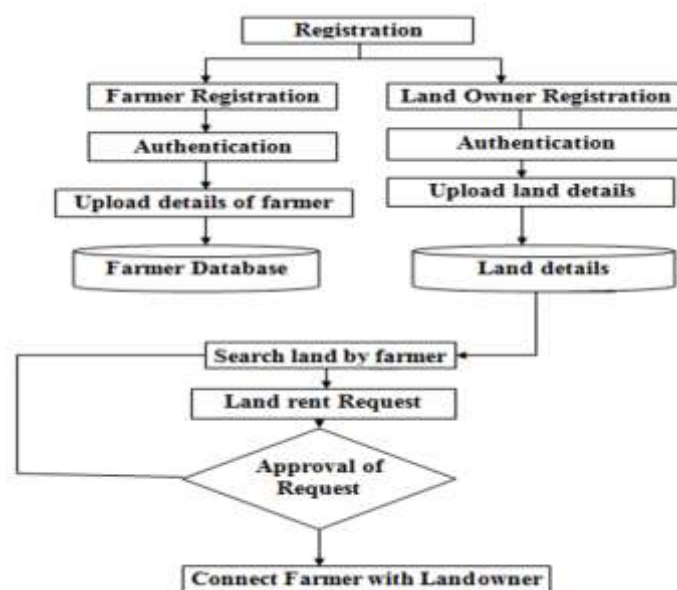 Registration
Farmer Registration
Land Owner Registration
Authentication
Authentication
Upload details of farmer
Upload land details
Farmer Database
Land details
Search land by farmer
Land rent Request
Approval of
Request
Connect Farmer with Landowner